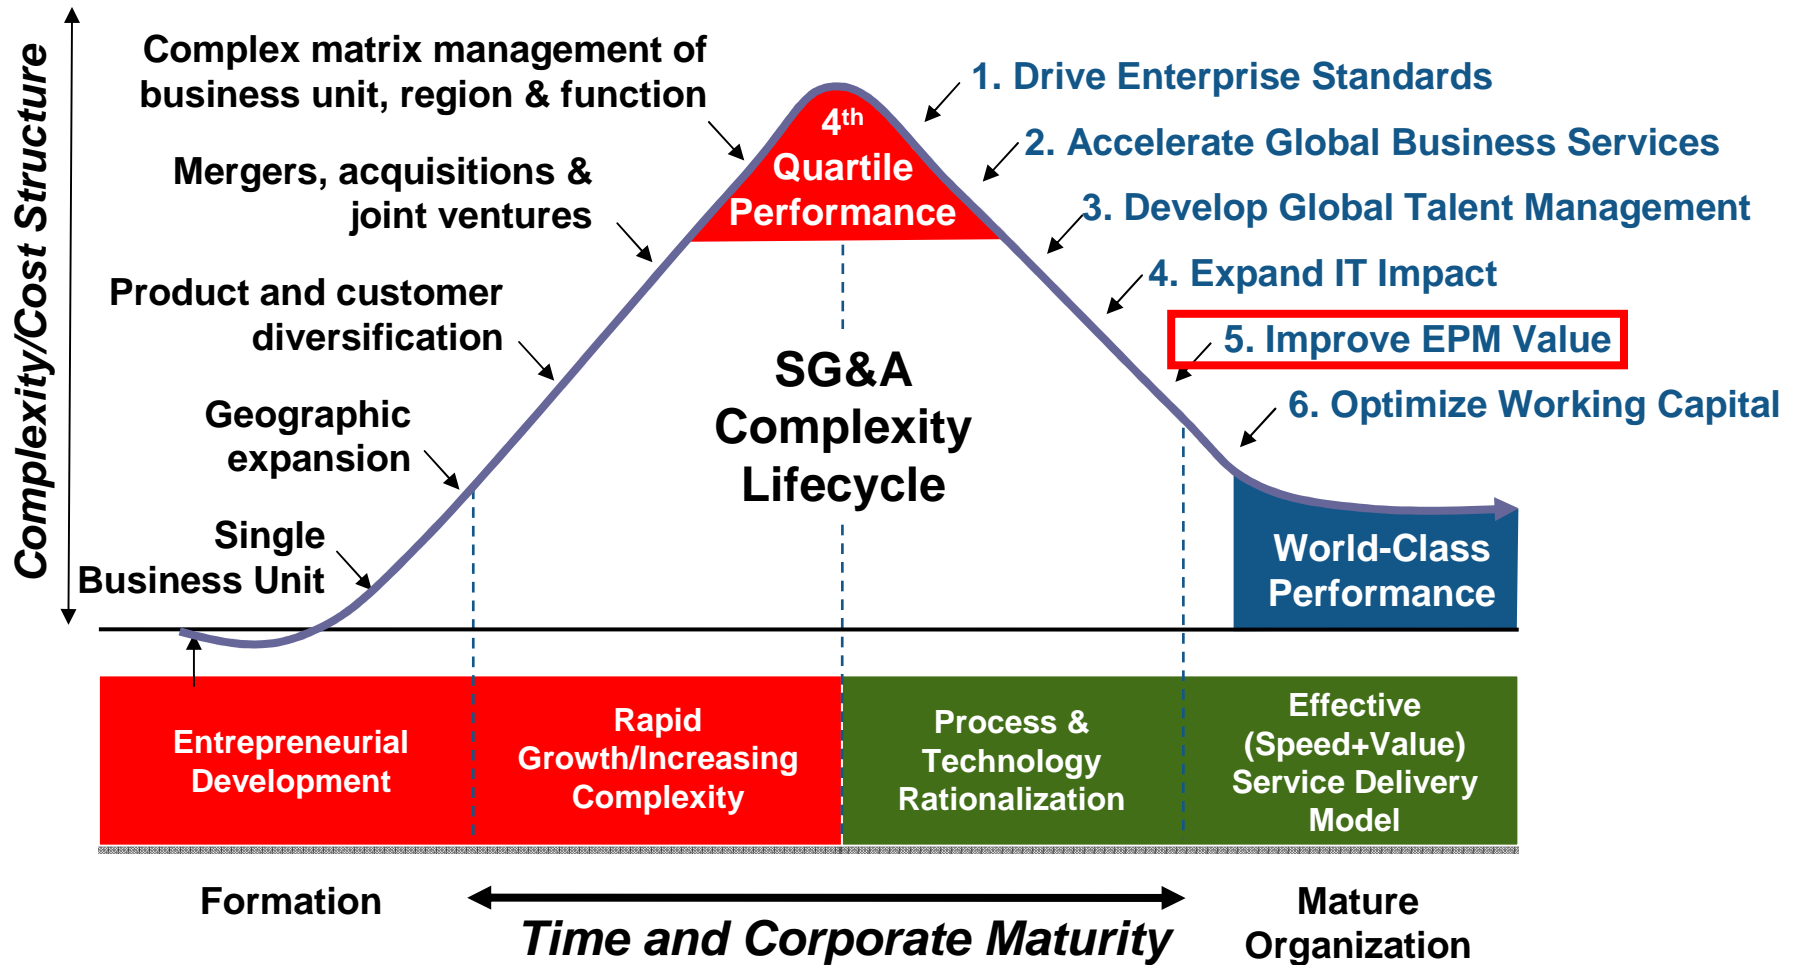 Complexity/Cost Structure
Complex matrix management of
business unit, region & function
Mergers, acquisitions &
joint ventures
Product and customer
diversification
Geographic
expansion
Single
Business Unit
4th
Quartile
Performance
SG&A
Complexity
Lifecycle
1. Drive Enterprise Standards
2. Accelerate Global Business Services
3. Develop Global Talent Management
4. Expand IT Impact
5. Improve EPM Value
6. Optimize Working Capital
World-Class
Performance
Entrepreneurial
Development
Rapid
Growth/Increasing
Complexity
Process &
Technology
Rationalization
Effective
(Speed+Value)
Service Delivery
Model
Formation
Time and Corporate Maturity
Mature
Organization